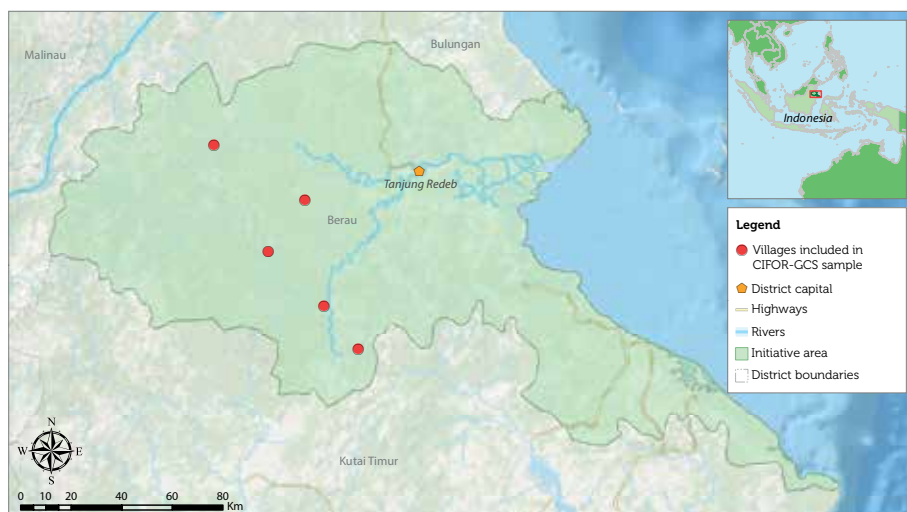 Malinau
Bulungan
Tanjung Redeb
Berau
Kutai Timur
N
W
E
S
0 10 20 40 60 80
Km
Indonesia
Legend
Villages included in
CIFOR-GCS sample
District capital
Highways
Rivers
Initiative area
District boundaries